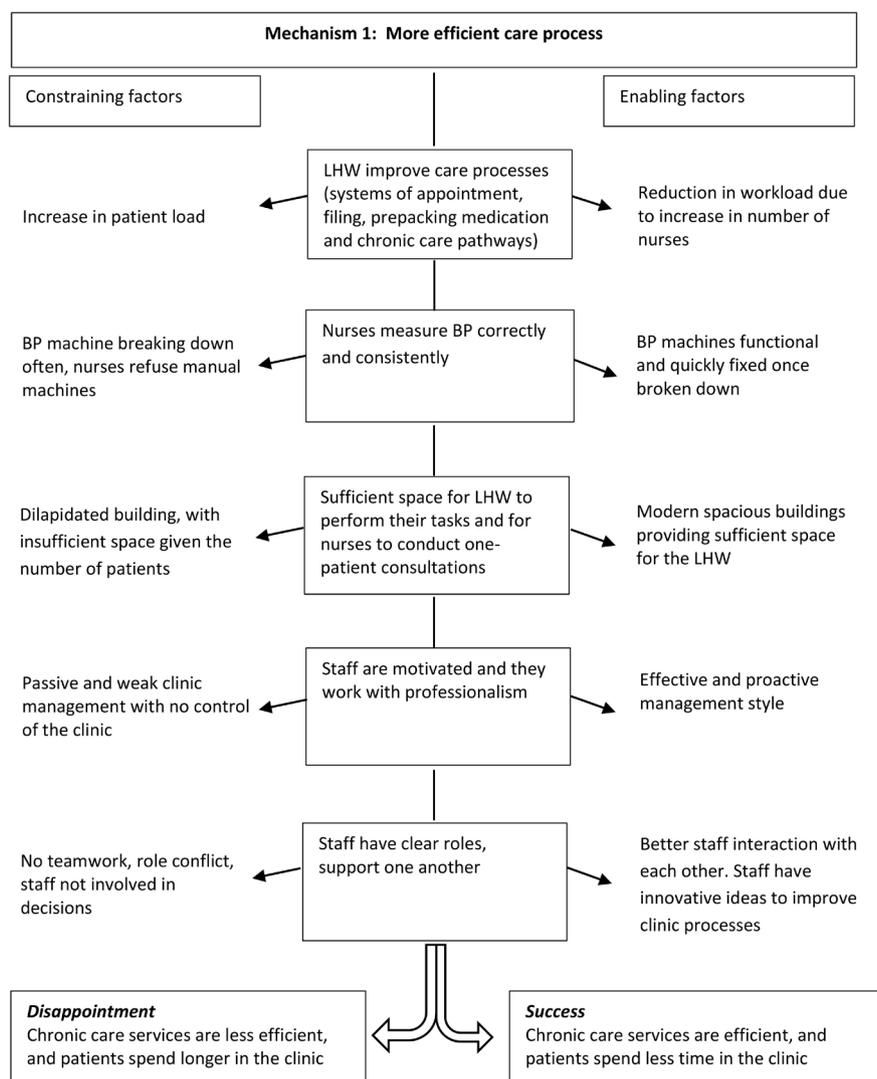 Mechanism 1:  More efficient care process
Constraining factors
Enabling factors
LHW improve care processes
(systems of appointment,
filing, prepacking medication
and chronic care pathways)
Increase in patient load
Reduction in workload due
to increase in number of
nurses
Nurses measure BP correctly
and consistently
BP machine breaking down
often, nurses refuse manual
machines
BP machines functional
and quickly fixed once
broken down
Sufficient space for LHW to
perform their tasks and for
nurses to conduct one-
patient consultations
Dilapidated building, with
insufficient space given the
number of patients
Modern spacious buildings
providing sufficient space
for the LHW
Staff are motivated and they
work with professionalism
Passive and weak clinic
management with no control
of the clinic
Effective and proactive
management style
Staff have clear roles,
support one another
No teamwork, role conflict,
staff not involved in
decisions
Better staff interaction with
each other. Staff have
innovative ideas to improve
clinic processes
Disappointment
Chronic care services are less efficient,
and patients spend longer in the clinic
Success
Chronic care services are efficient, and
patients spend less time in the clinic